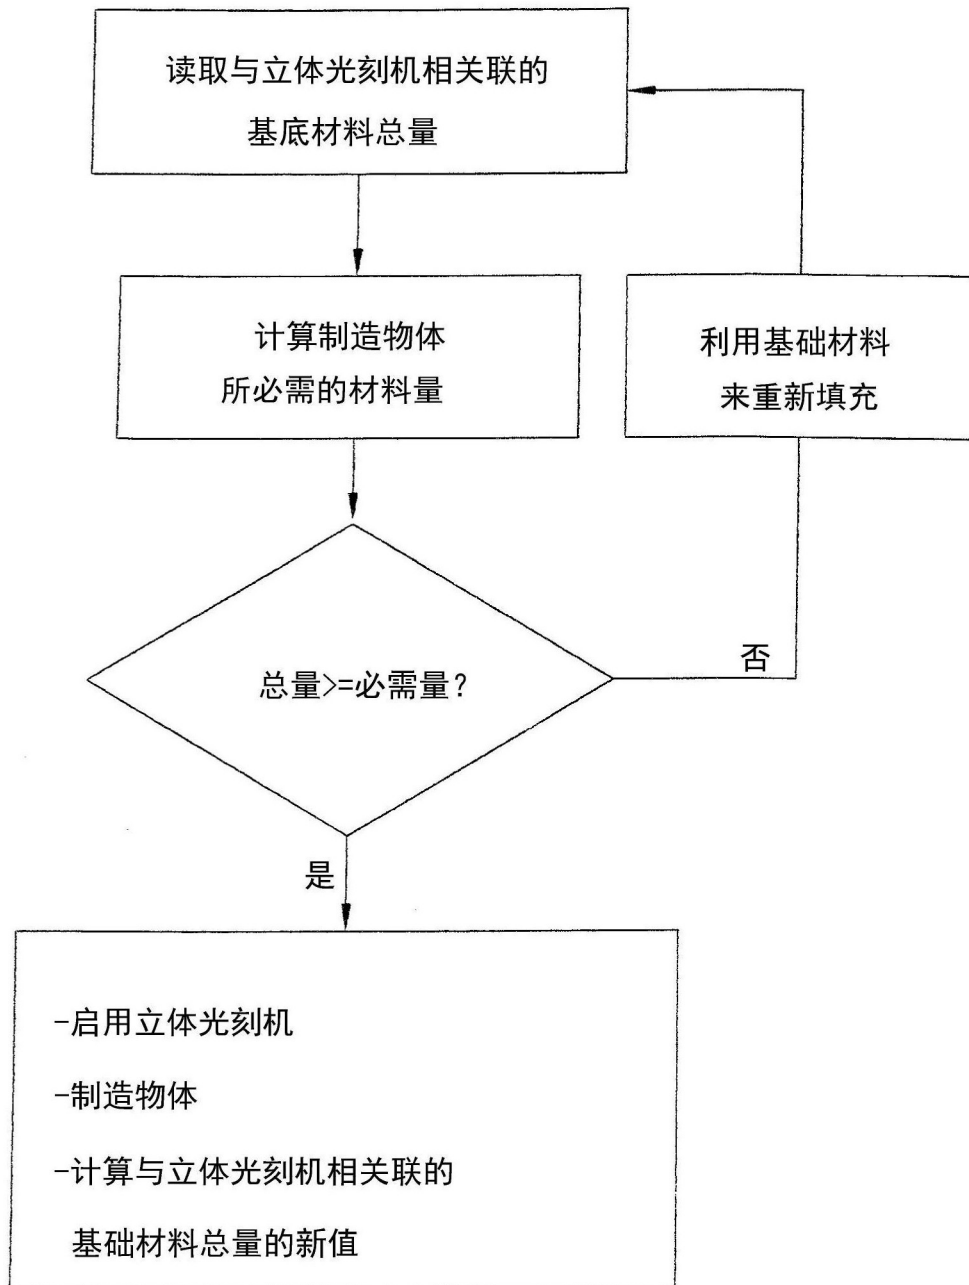 读取与立体光刻机相关联的
基底材料总量
计算制造物体
所必需的材料量
利用基础材料
来重新填充
总量>=必需量?
否
是
-启用立体光刻机
-制造物体
-计算与立体光刻机相关联的
基础材料总量的新值